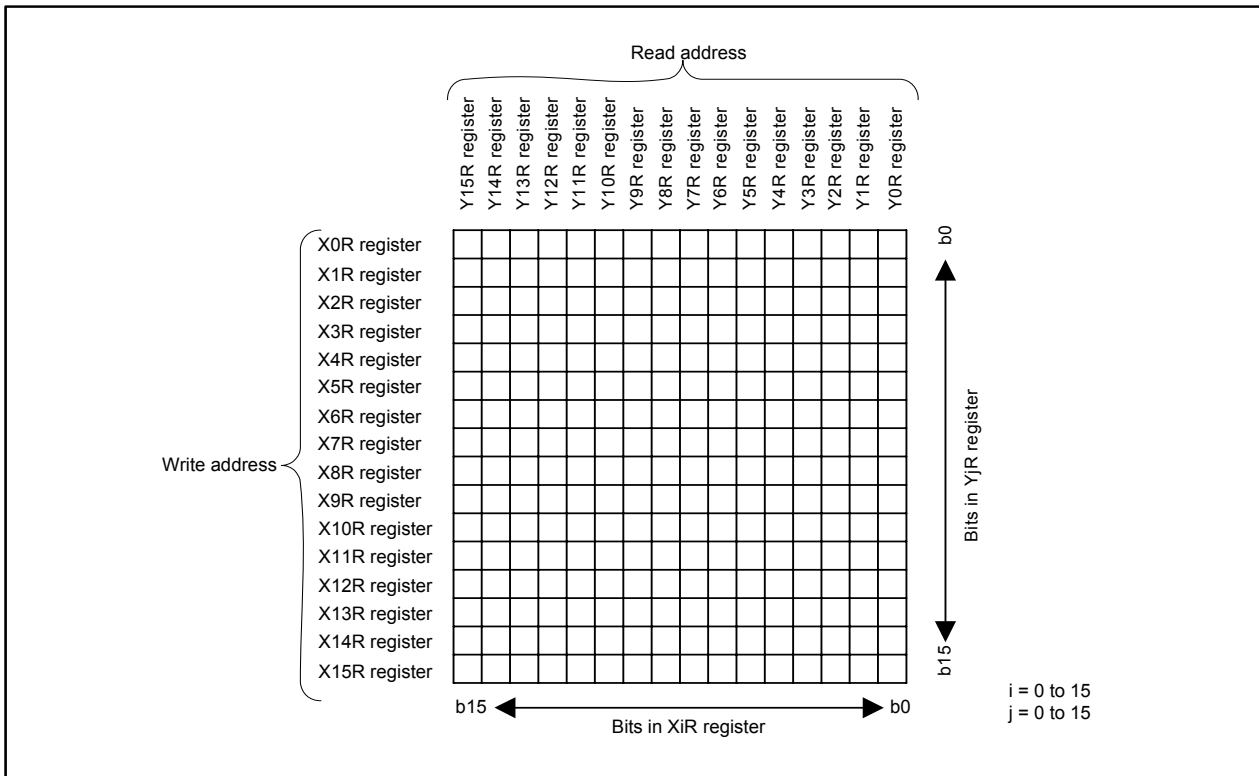 Read address
Y15R register
Y14R register
Y13R register
Y12R register
Y11R register
Y10R register
Y9R register
Y8R register
Y7R register
Y6R register
Y5R register
Y4R register
Y3R register
Y2R register
Y1R register
Y0R register
Write address
X0R register
X1R register
X2R register
X3R register
X4R register
X5R register
X6R register
X7R register
X8R register
X9R register
X10R register
X11R register
X12R register
X13R register
X14R register
X15R register
b0
Bits in YjR register
b15
b15
b0
Bits in XiR register
i = 0 to 15
j = 0 to 15